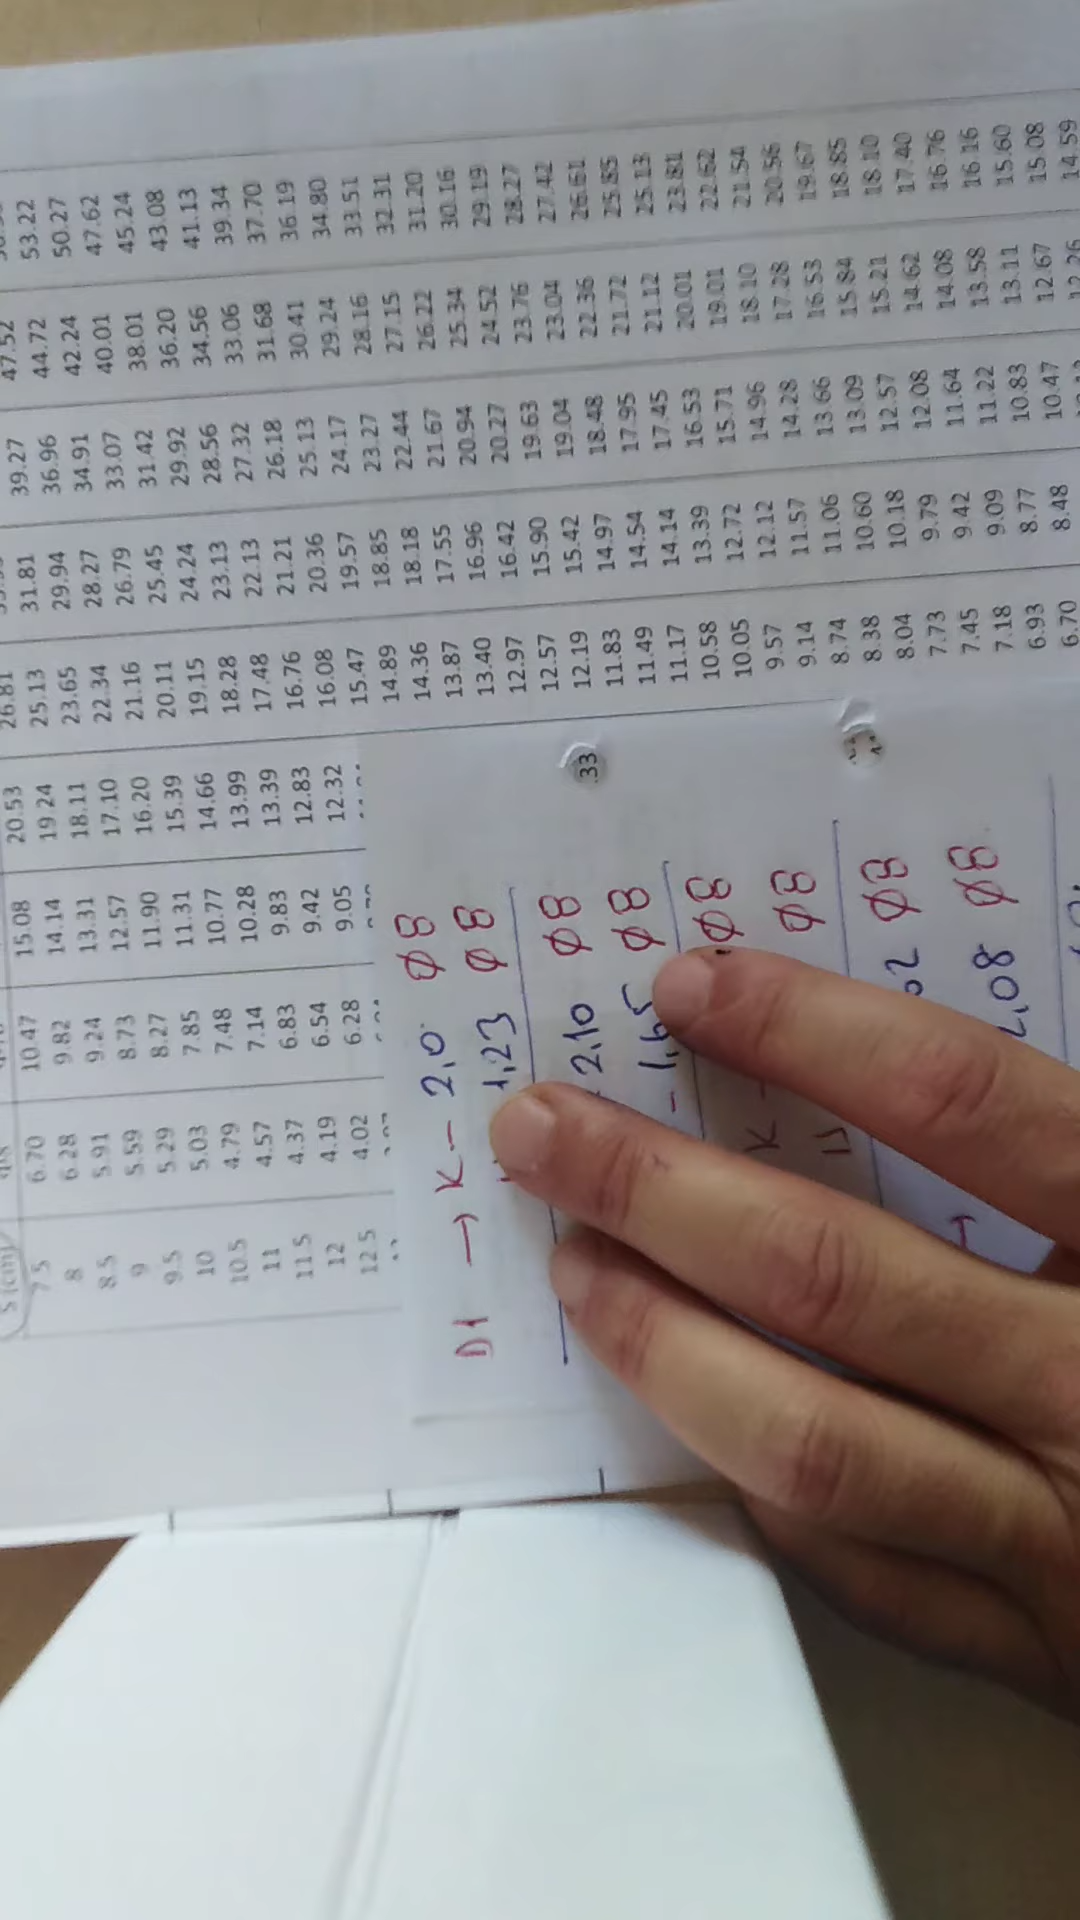 S (cm)
7.5 6.70 10.47 15.08 20.53 26.81
8 6.28 9.82 14.14 19.24 25.13 31.81 39.27 47.52
8.5 5.91 9.24 13.31 18.11 23.65 29.94 36.96 44.72 53.22
9 5.59 8.73 12.57 17.10 22.34 28.27 34.91 42.24 50.27
9.5 5.29 8.27 11.90 16.20 21.16 26.79 33.07 40.01 47.62
10 5.03 7.85 11.31 15.39 20.11 25.45 31.42 38.01 45.24
10.5 4.79 7.48 10.77 14.66 19.15 24.24 29.92 36.20 43.08
11 4.57 7.14 10.28 13.99 18.28 23.13 28.56 34.56 41.13
11.5 4.37 6.83 9.83 13.39 17.48 22.13 27.32 33.06 39.34
12 4.19 6.54 9.42 12.83 16.76 21.21 26.18 31.68 37.70
12.5 4.02 6.28 9.05 12.32 16.08 20.36 25.13 30.41 36.19
15.47 19.57 24.17 29.24 34.80
14.89 18.85 23.27 28.16 33.51
14.36 18.18 22.44 27.15 32.31
13.87 17.55 21.67 26.22 31.20
13.40 16.96 20.94 25.34 30.16
12.97 16.42 20.27 24.52 29.19
12.57 15.90 19.63 23.76 28.27
12.19 15.42 19.04 23.04 27.42
11.83 14.97 18.48 22.36 26.61
11.49 14.54 17.95 21.72 25.85
11.17 14.14 17.45 21.12 25.13
10.58 13.39 16.53 20.01 23.81
10.05 12.72 15.71 19.01 22.62
9.57 12.12 14.96 18.10 21.54
9.14 11.57 14.28 17.28 20.56
8.74 11.06 13.66 16.53 19.67
8.38 10.60 13.09 15.84 18.85
8.04 10.18 12.57 15.21 18.10
7.73 9.79 12.08 14.62 17.40
7.45 9.42 11.64 14.08 16.76
7.18 9.09 11.22 13.58 16.16
6.93 8.77 10.83 13.11 15.60
6.70 8.48 10.47 12.67 15.08
12.26 14.59
D1 → K – 2,0 Ø8
1,23 Ø8
2,10 Ø8
33
– 1,65 Ø8
K – Ø8
Ø8
02 Ø8
→ 2,08 Ø8